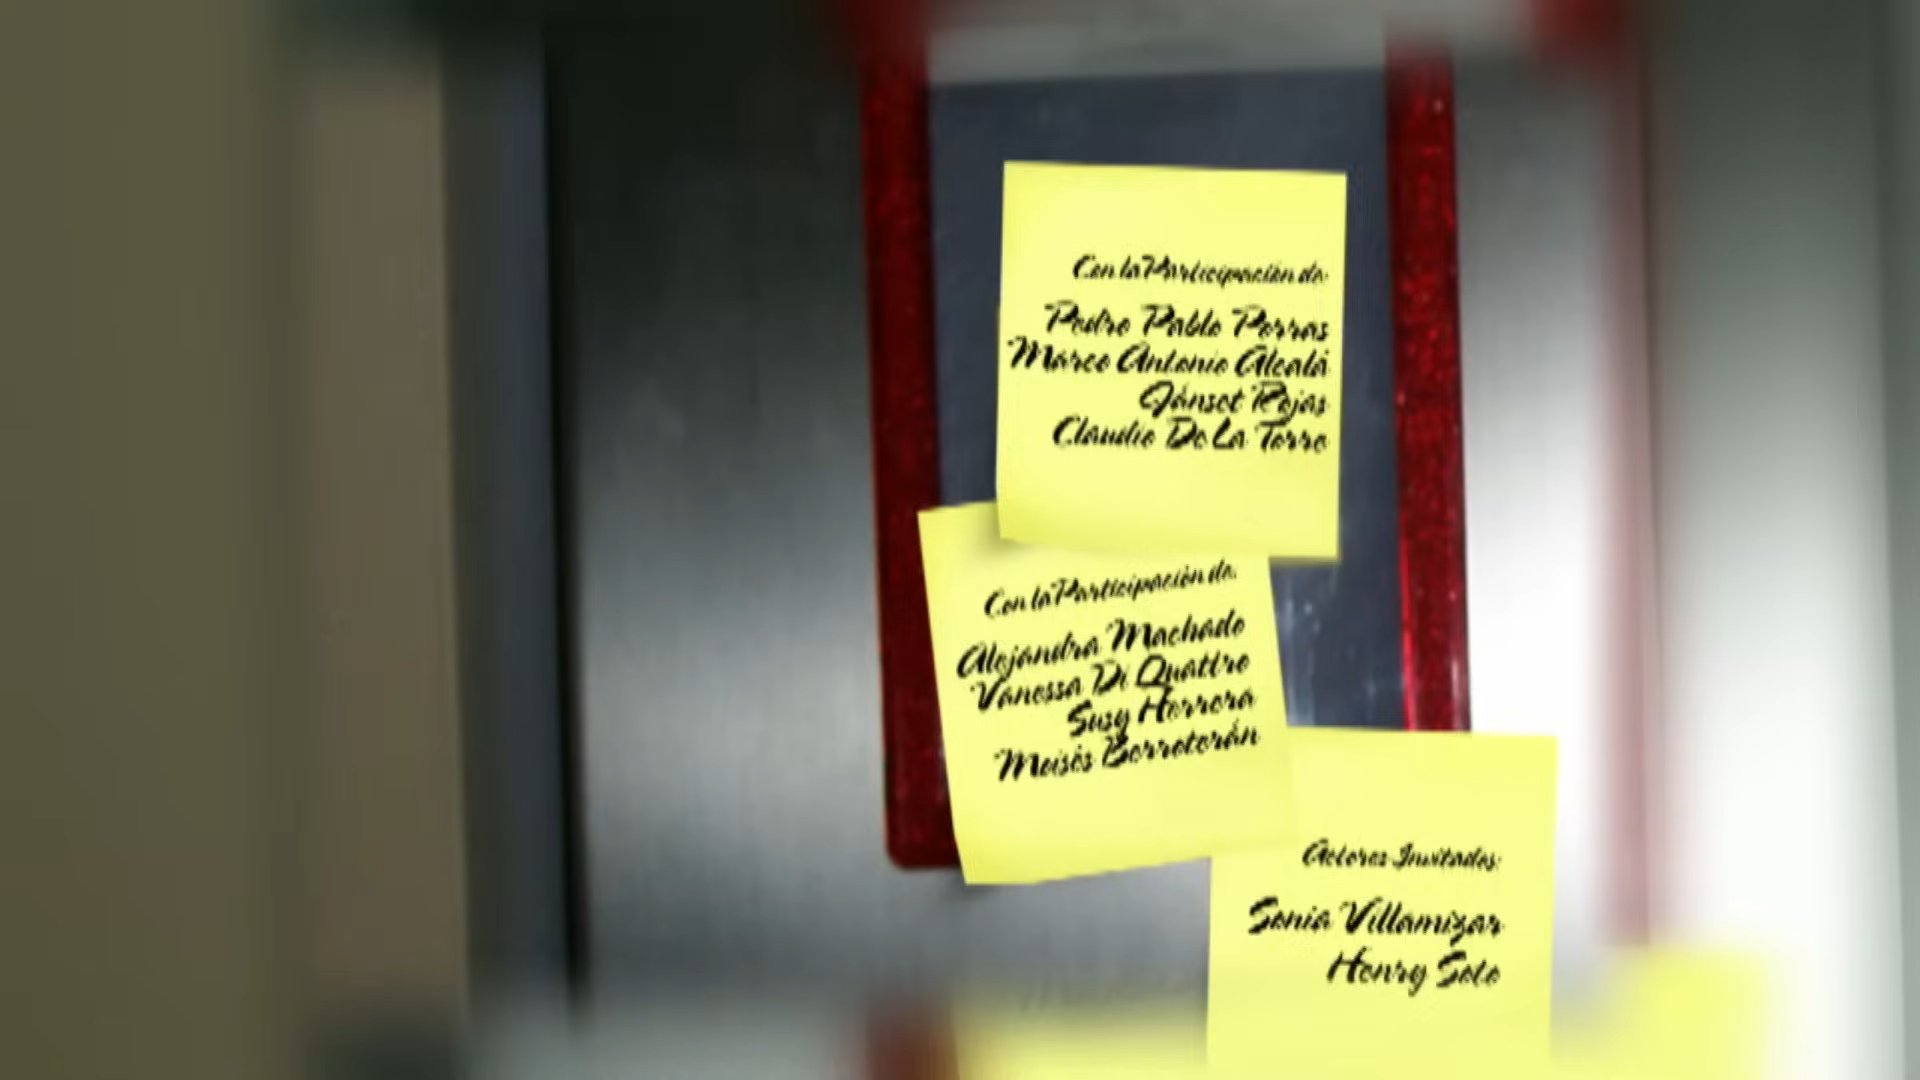 Con la Participación de:
Pedro Pablo Porras
Marco Antonio Alcalá
Jánset Rojas
Claudio De La Torre
Con la Participación de:
Alejandra Machado
Vanessa Di Quattro
Susy Herrera
Moisés Berroterán
Actores Invitados:
Sonia Villamizar
Henry Soto